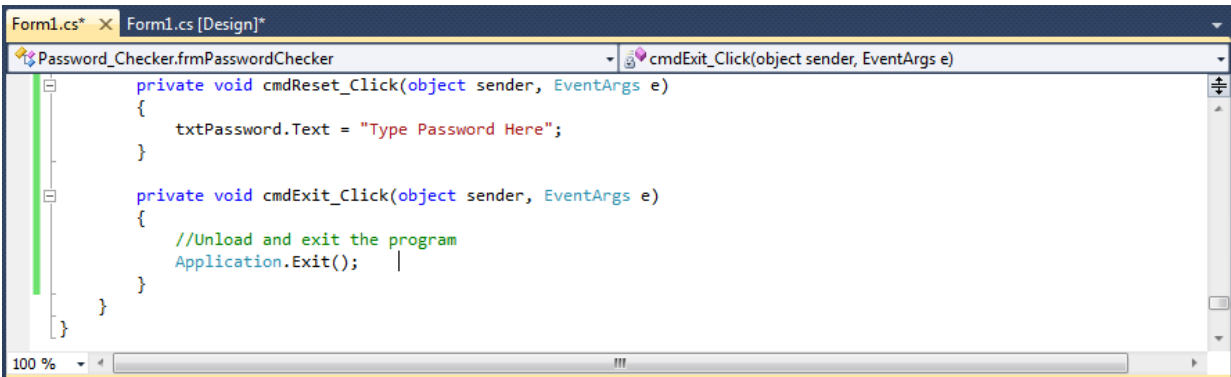 Form1.cs* X Form1.cs [Design]*
Password_Checker.frmPasswordChecker cmdExit_Click(object sender, EventArgs e)
private void cmdReset_Click(object sender, EventArgs e)
{
txtPassword.Text = "Type Password Here";
}
private void cmdExit_Click(object sender, EventArgs e)
{
//Unload and exit the program
Application.Exit();
}
}
}
100 %